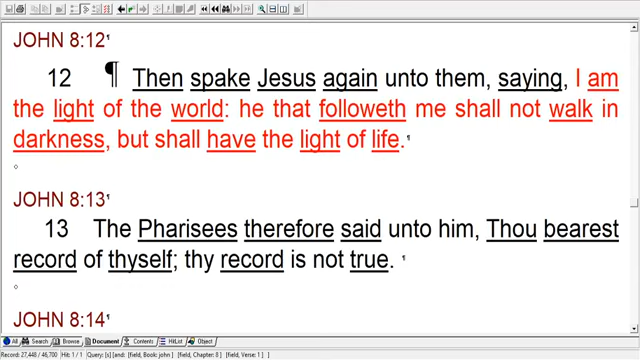 JOHN 8:12
12 ¶ Then spake Jesus again unto them, saying, I am
the light of the world: he that followeth me shall not walk in
darkness, but shall have the light of life.
JOHN 8:13
13 The Pharisees therefore said unto him, Thou bearest
record of thyself; thy record is not true.
JOHN 8:14
All Search Browse Document Contents HitList Object
Record: 27,448 / 46,700 Hit: 1 / 1 Query: [s] [and: [field, Book: john] [field, Chapter: 8] [field, Verse: 1]